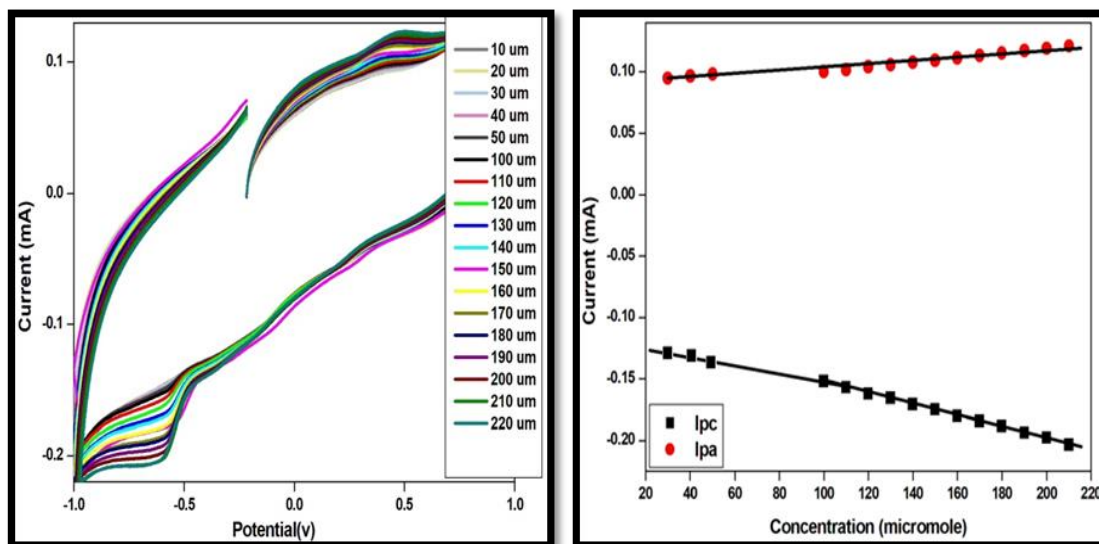 0.1
0.0
-0.1
-0.2
Current (mA)
-1.0
-0.5
0.0
0.5
1.0
Potential(v)
10 um
20 um
30 um
40 um
50 um
100 um
110 um
120 um
130 um
140 um
150 um
160 um
170 um
180 um
190 um
200 um
210 um
220 um
0.10
0.05
0.00
-0.05
-0.10
-0.15
-0.20
Current (mA)
Ipc
Ipa
20
40
60
80
100
120
140
160
180
200
220
Concentration (micromole)